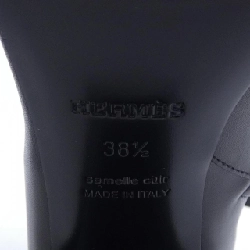 HERMÈS
38½
semelle cuir
MADE IN ITALY